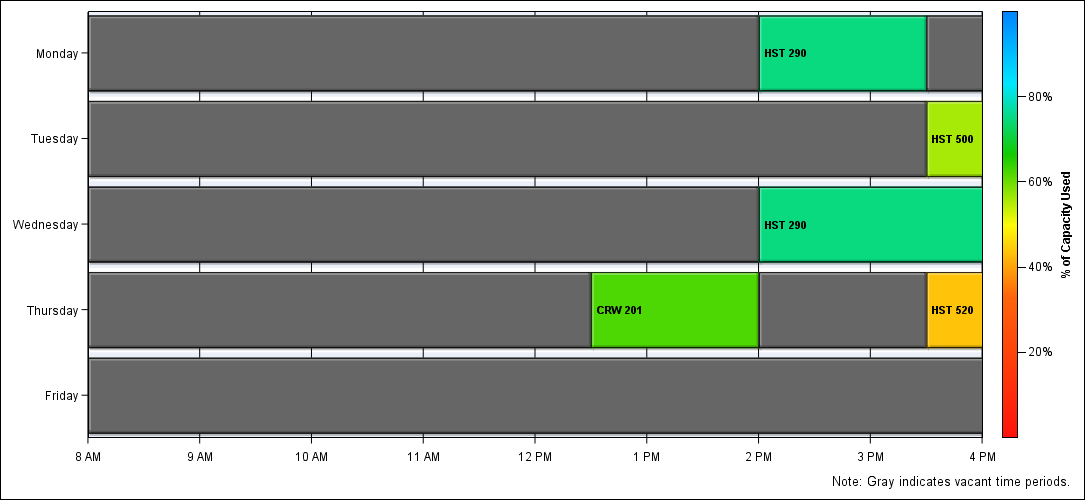 Monday
HST 290
Tuesday
HST 500
Wednesday
HST 290
Thursday
CRW 201
HST 520
Friday
8 AM 9 AM 10 AM 11 AM 12 PM 1 PM 2 PM 3 PM 4 PM
80%
60%
40%
20%
% of Capacity Used
Note: Gray indicates vacant time periods.